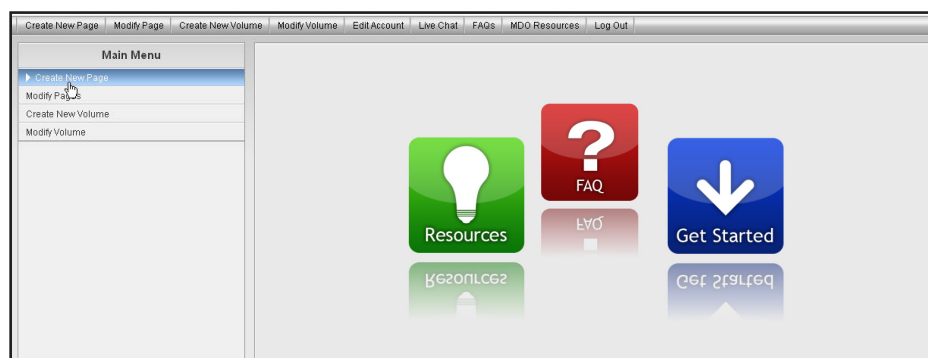 Create New Page Modify Page Create New Volume Modify Volume Edit Account Live Chat FAQs MDO Resources Log Out
Main Menu
Create New Page
Modify Pages
Create New Volume
Modify Volume
?
FAQ
Resources
Get Started